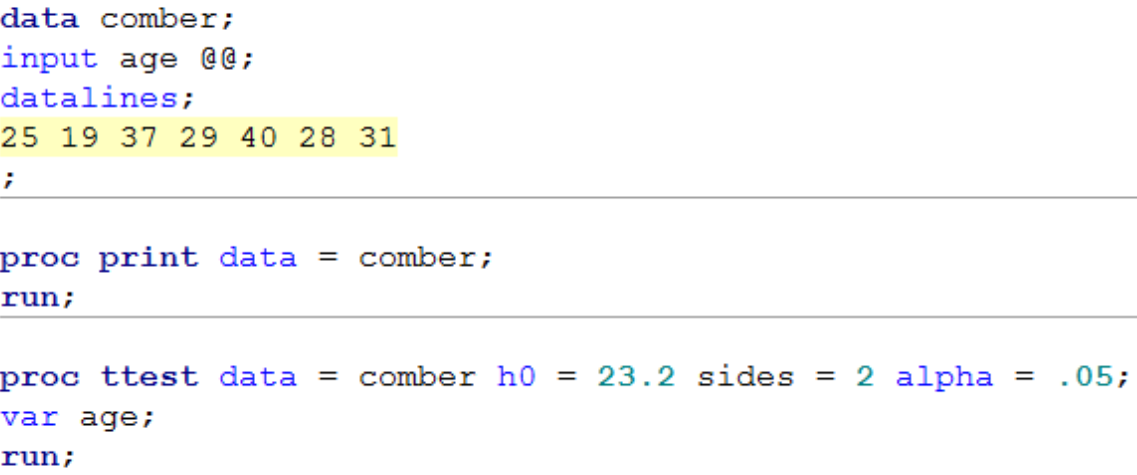 data comber;
input age @@;
datalines;
25 19 37 29 40 28 31
;
proc print data = comber;
run;
proc ttest data = comber h0 = 23.2 sides = 2 alpha = .05;
var age;
run;